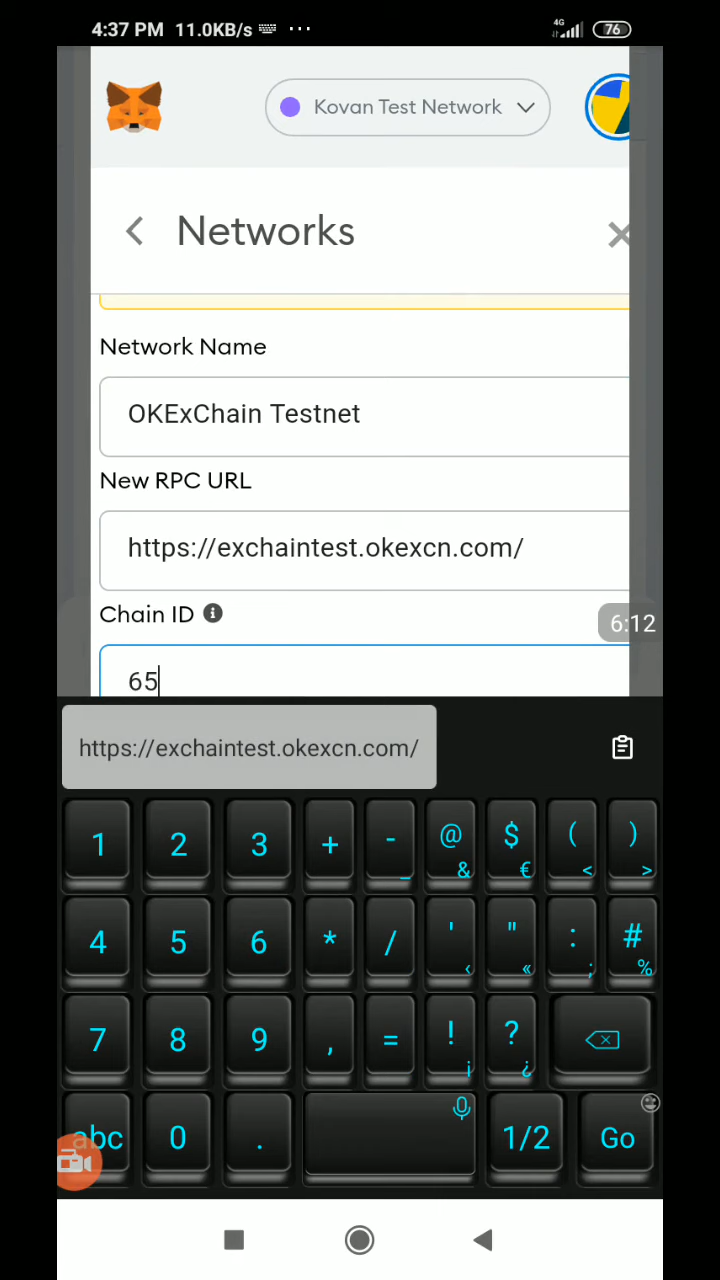 4:37 PM 11.0KB/s ... 4G 76
Kovan Test Network
Networks
Network Name
OKExChain Testnet
New RPC URL
https://exchaintest.okexcn.com/
Chain ID
6:12
65
https://exchaintest.okexcn.com/
1 2 3 + - _ @ & $ € ( < ) >
4 5 6 * / ' ‹ " « : ; # %
7 8 9 , = ! ¡ ? ¿
abc 0 . 1/2 Go